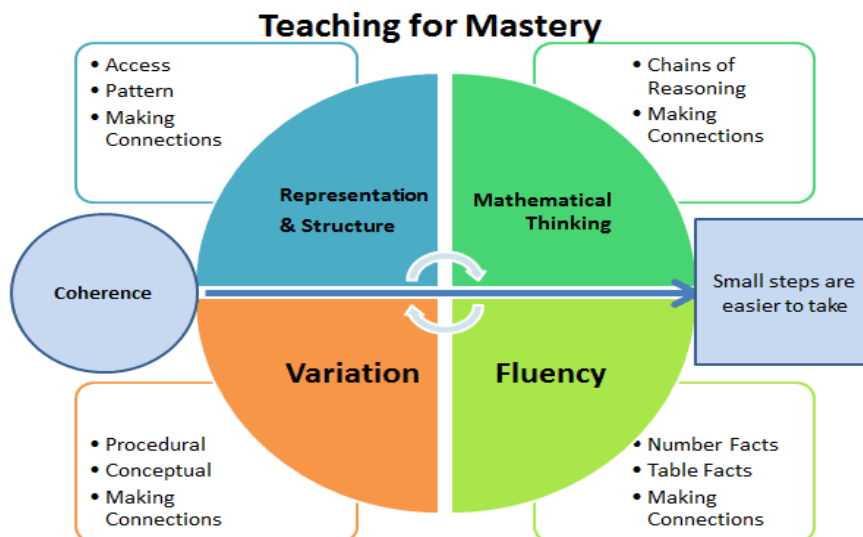 Teaching for Mastery
• Access
• Pattern
• Making
Connections
• Chains of
Reasoning
• Making
Connections
Representation
& Structure
Mathematical
Thinking
Coherence
Small steps are
easier to take
Variation
Fluency
• Procedural
• Conceptual
• Making
Connections
• Number Facts
• Table Facts
• Making
Connections